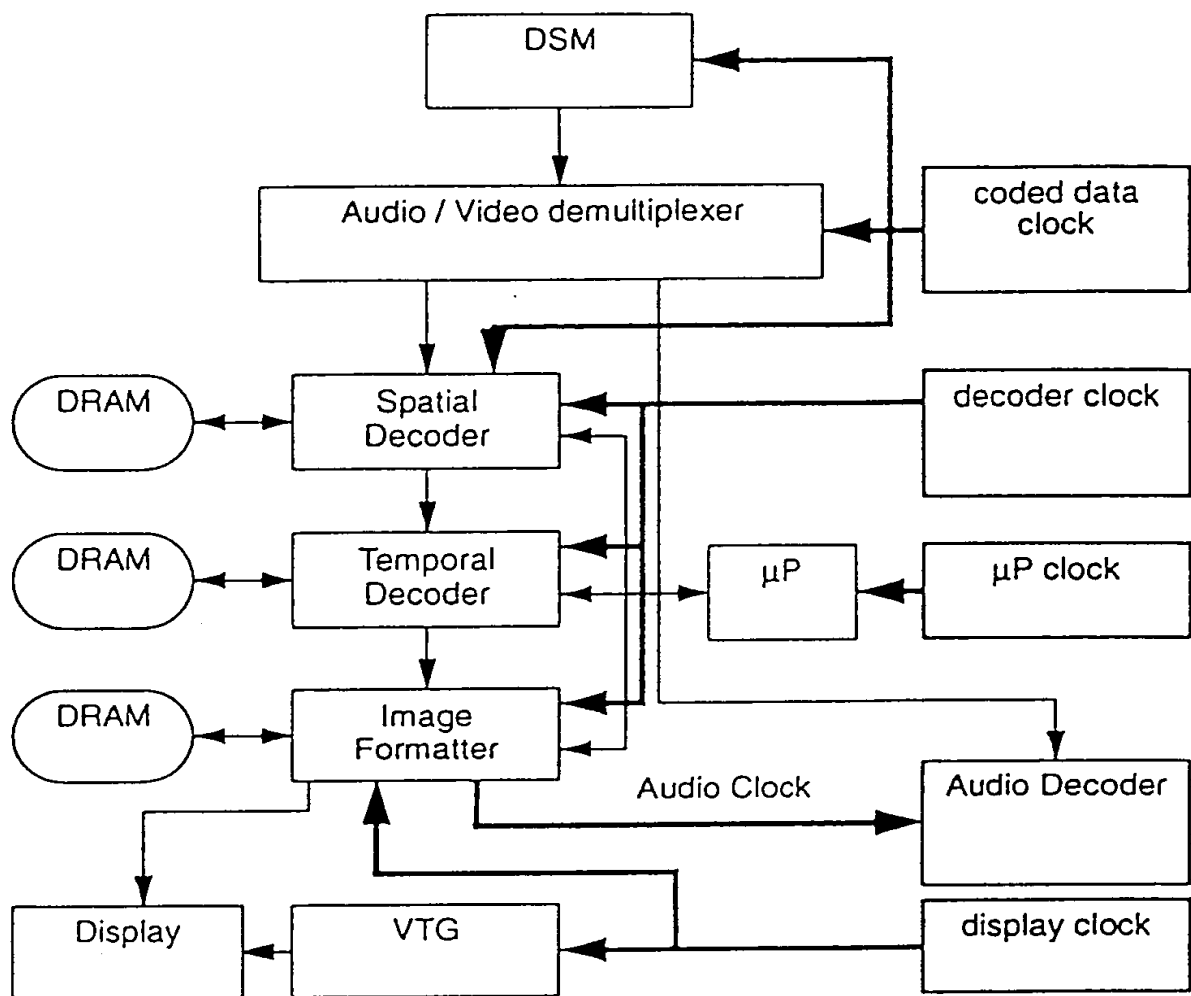 DSM
Audio / Video demultiplexer
coded data
clock
DRAM
Spatial
Decoder
decoder clock
DRAM
Temporal
Decoder
µP
µP clock
DRAM
Image
Formatter
Audio Clock
Audio Decoder
Display
VTG
display clock